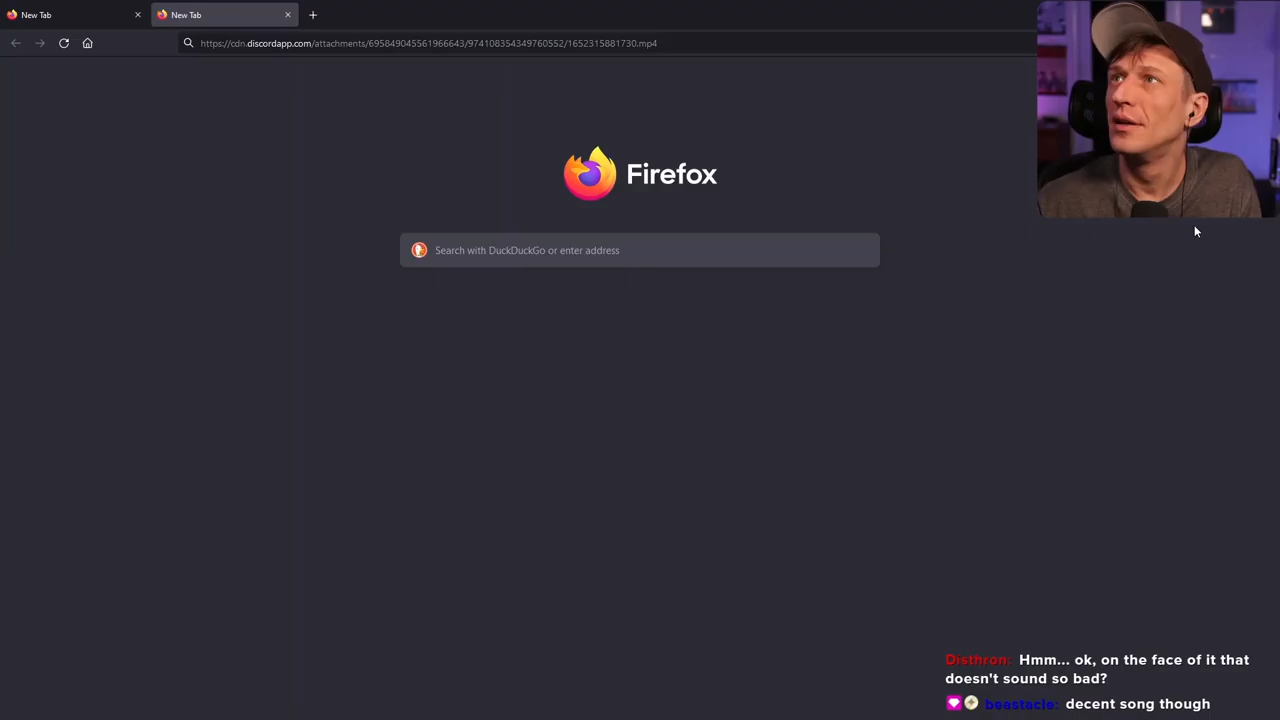 New Tab
New Tab
https://cdn.discordapp.com/attachments/695849045561966643/974108354349760552/1652315881730.mp4
Firefox
Search with DuckDuckGo or enter address
Disthron: Hmm... ok, on the face of it that
doesn't sound so bad?
beastacle: decent song though